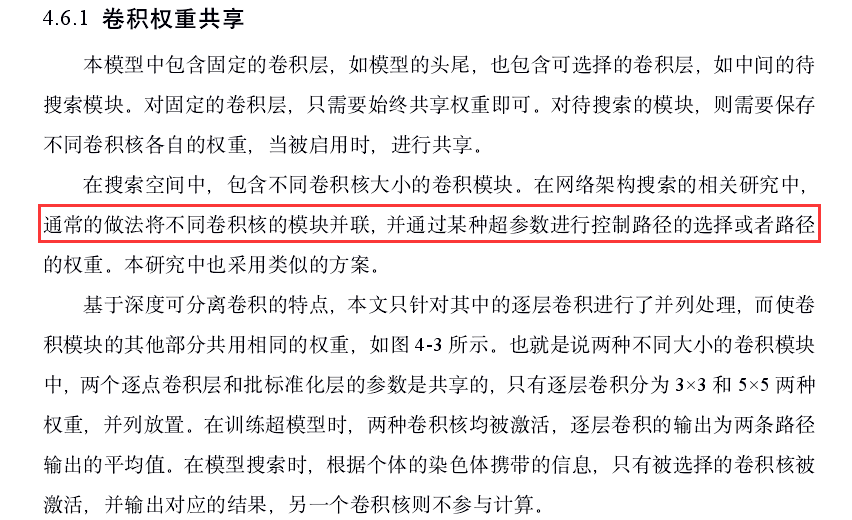 4.6.1 卷积权重共享
本模型中包含固定的卷积层，如模型的头尾，也包含可选择的卷积层，如中间的待
搜索模块。对固定的卷积层，只需要始终共享权重即可。对待搜索的模块，则需要保存
不同卷积核各自的权重，当被启用时，进行共享。
在搜索空间中，包含不同卷积核大小的卷积模块。在网络架构搜索的相关研究中，
通常的做法将不同卷积核的模块并联，并通过某种超参数进行控制路径的选择或者路径
的权重。本研究中也采用类似的方案。
基于深度可分离卷积的特点，本文只针对其中的逐层卷积进行了并列处理，而使卷
积模块的其他部分共用相同的权重，如图 4-3 所示。也就是说两种不同大小的卷积模块
中，两个逐点卷积层和批标准化层的参数是共享的，只有逐层卷积分为 3×3 和 5×5 两种
权重，并列放置。在训练超模型时，两种卷积核均被激活，逐层卷积的输出为两条路径
输出的平均值。在模型搜索时，根据个体的染色体携带的信息，只有被选择的卷积核被
激活，并输出对应的结果，另一个卷积核则不参与计算。